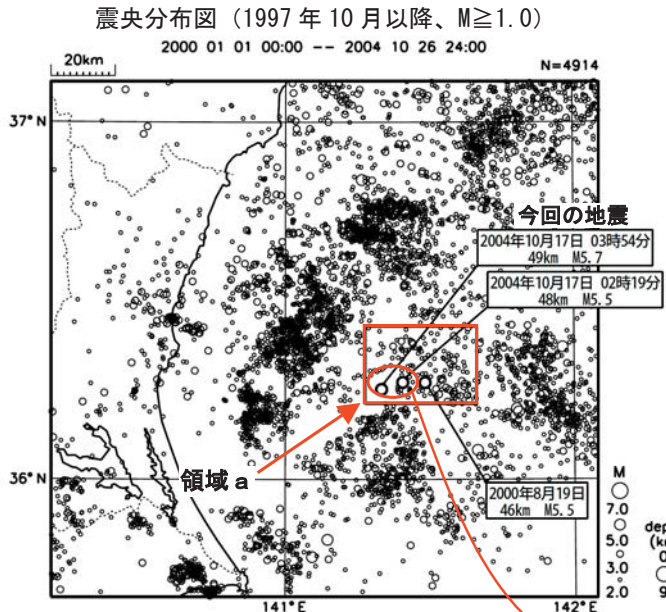 震央分布図（1997 年 10 月以降、M≧1.0）
2000 01 01 00:00 -- 2004 10 26 24:00
20km
N=4914
37°N
今回の地震
2004年10月17日 03時54分
49km M5.7
2004年10月17日 02時19分
48km M5.5
領域 a
36°N
2000年8月19日
46km M5.5
M
7.0
5.0
3.0
2.0
dep
(k
0
9
141°E
142°E